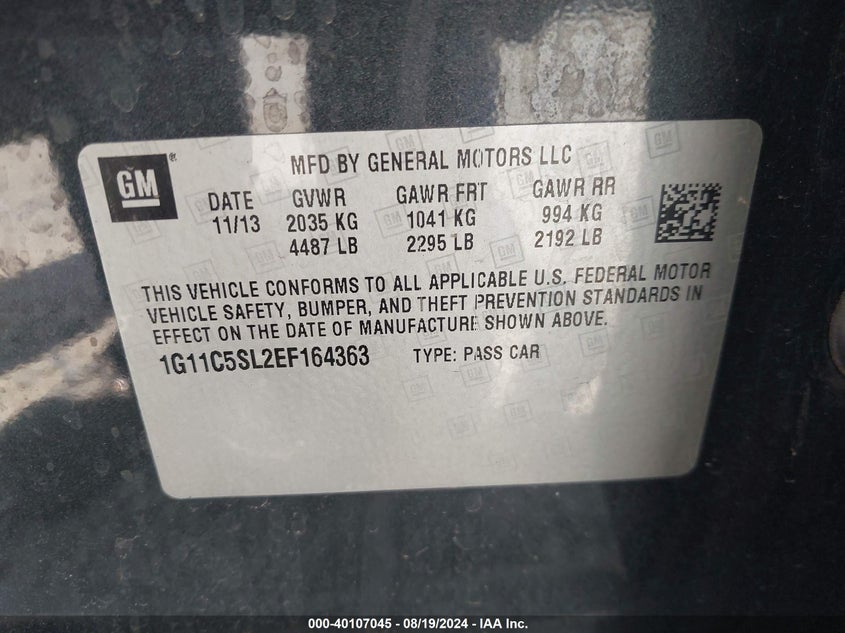 GM
MFD BY GENERAL MOTORS LLC
DATE GVWR GAWR FRT GAWR RR
11/13 2035 KG 1041 KG 994 KG
4487 LB 2295 LB 2192 LB
THIS VEHICLE CONFORMS TO ALL APPLICABLE U.S. FEDERAL MOTOR
VEHICLE SAFETY, BUMPER, AND THEFT PREVENTION STANDARDS IN
EFFECT ON THE DATE OF MANUFACTURE SHOWN ABOVE.
1G11C5SL2EF164363 TYPE: PASS CAR
000-40107045 - 08/19/2024 - IAA Inc.